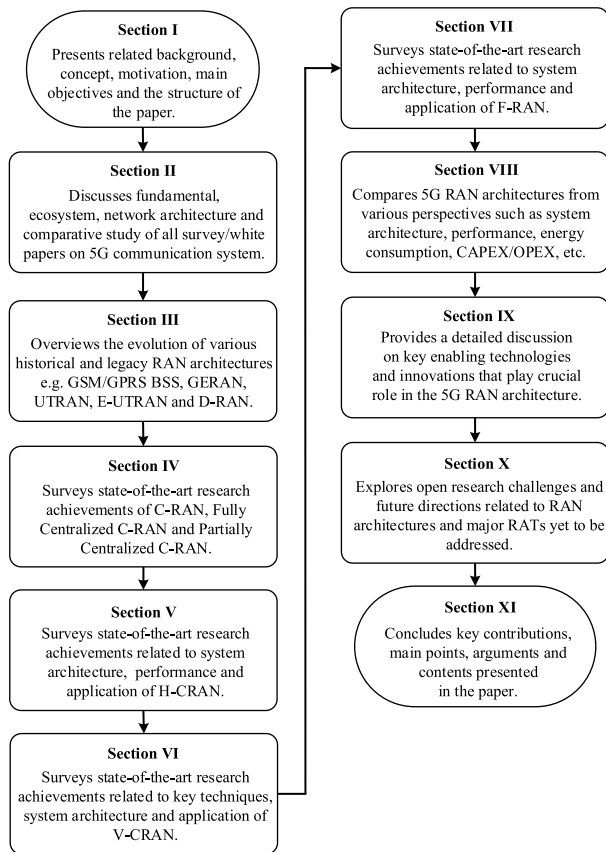 Section I
Presents related background,
concept, motivation, main
objectives and the structure of
the paper.
Section II
Discusses fundamental,
ecosystem, network architecture and
comparative study of all survey/white
papers on 5G communication system.
Section III
Overviews the evolution of various
historical and legacy RAN architectures
e.g. GSM/GPRS BSS, GERAN,
UTRAN, E-UTRAN and D-RAN.
Section IV
Surveys state-of-the-art research
achievements of C-RAN, Fully
Centralized C-RAN and Partially
Centralized C-RAN.
Section V
Surveys state-of-the-art research
achievements related to system
architecture, performance and
application of H-CRAN.
Section VI
Surveys state-of-the-art research
achievements related to key techniques,
system architecture and application of
V-CRAN.
Section VII
Surveys state-of-the-art research
achievements related to system
architecture, performance and
application of F-RAN.
Section VIII
Compares 5G RAN architectures from
various perspectives such as system
architecture, performance, energy
consumption, CAPEX/OPEX, etc.
Section IX
Provides a detailed discussion
on key enabling technologies
and innovations that play crucial
role in the 5G RAN architecture.
Section X
Explores open research challenges and
future directions related to RAN
architectures and major RATs yet to be
addressed.
Section XI
Concludes key contributions,
main points, arguments and
contents presented
in the paper.